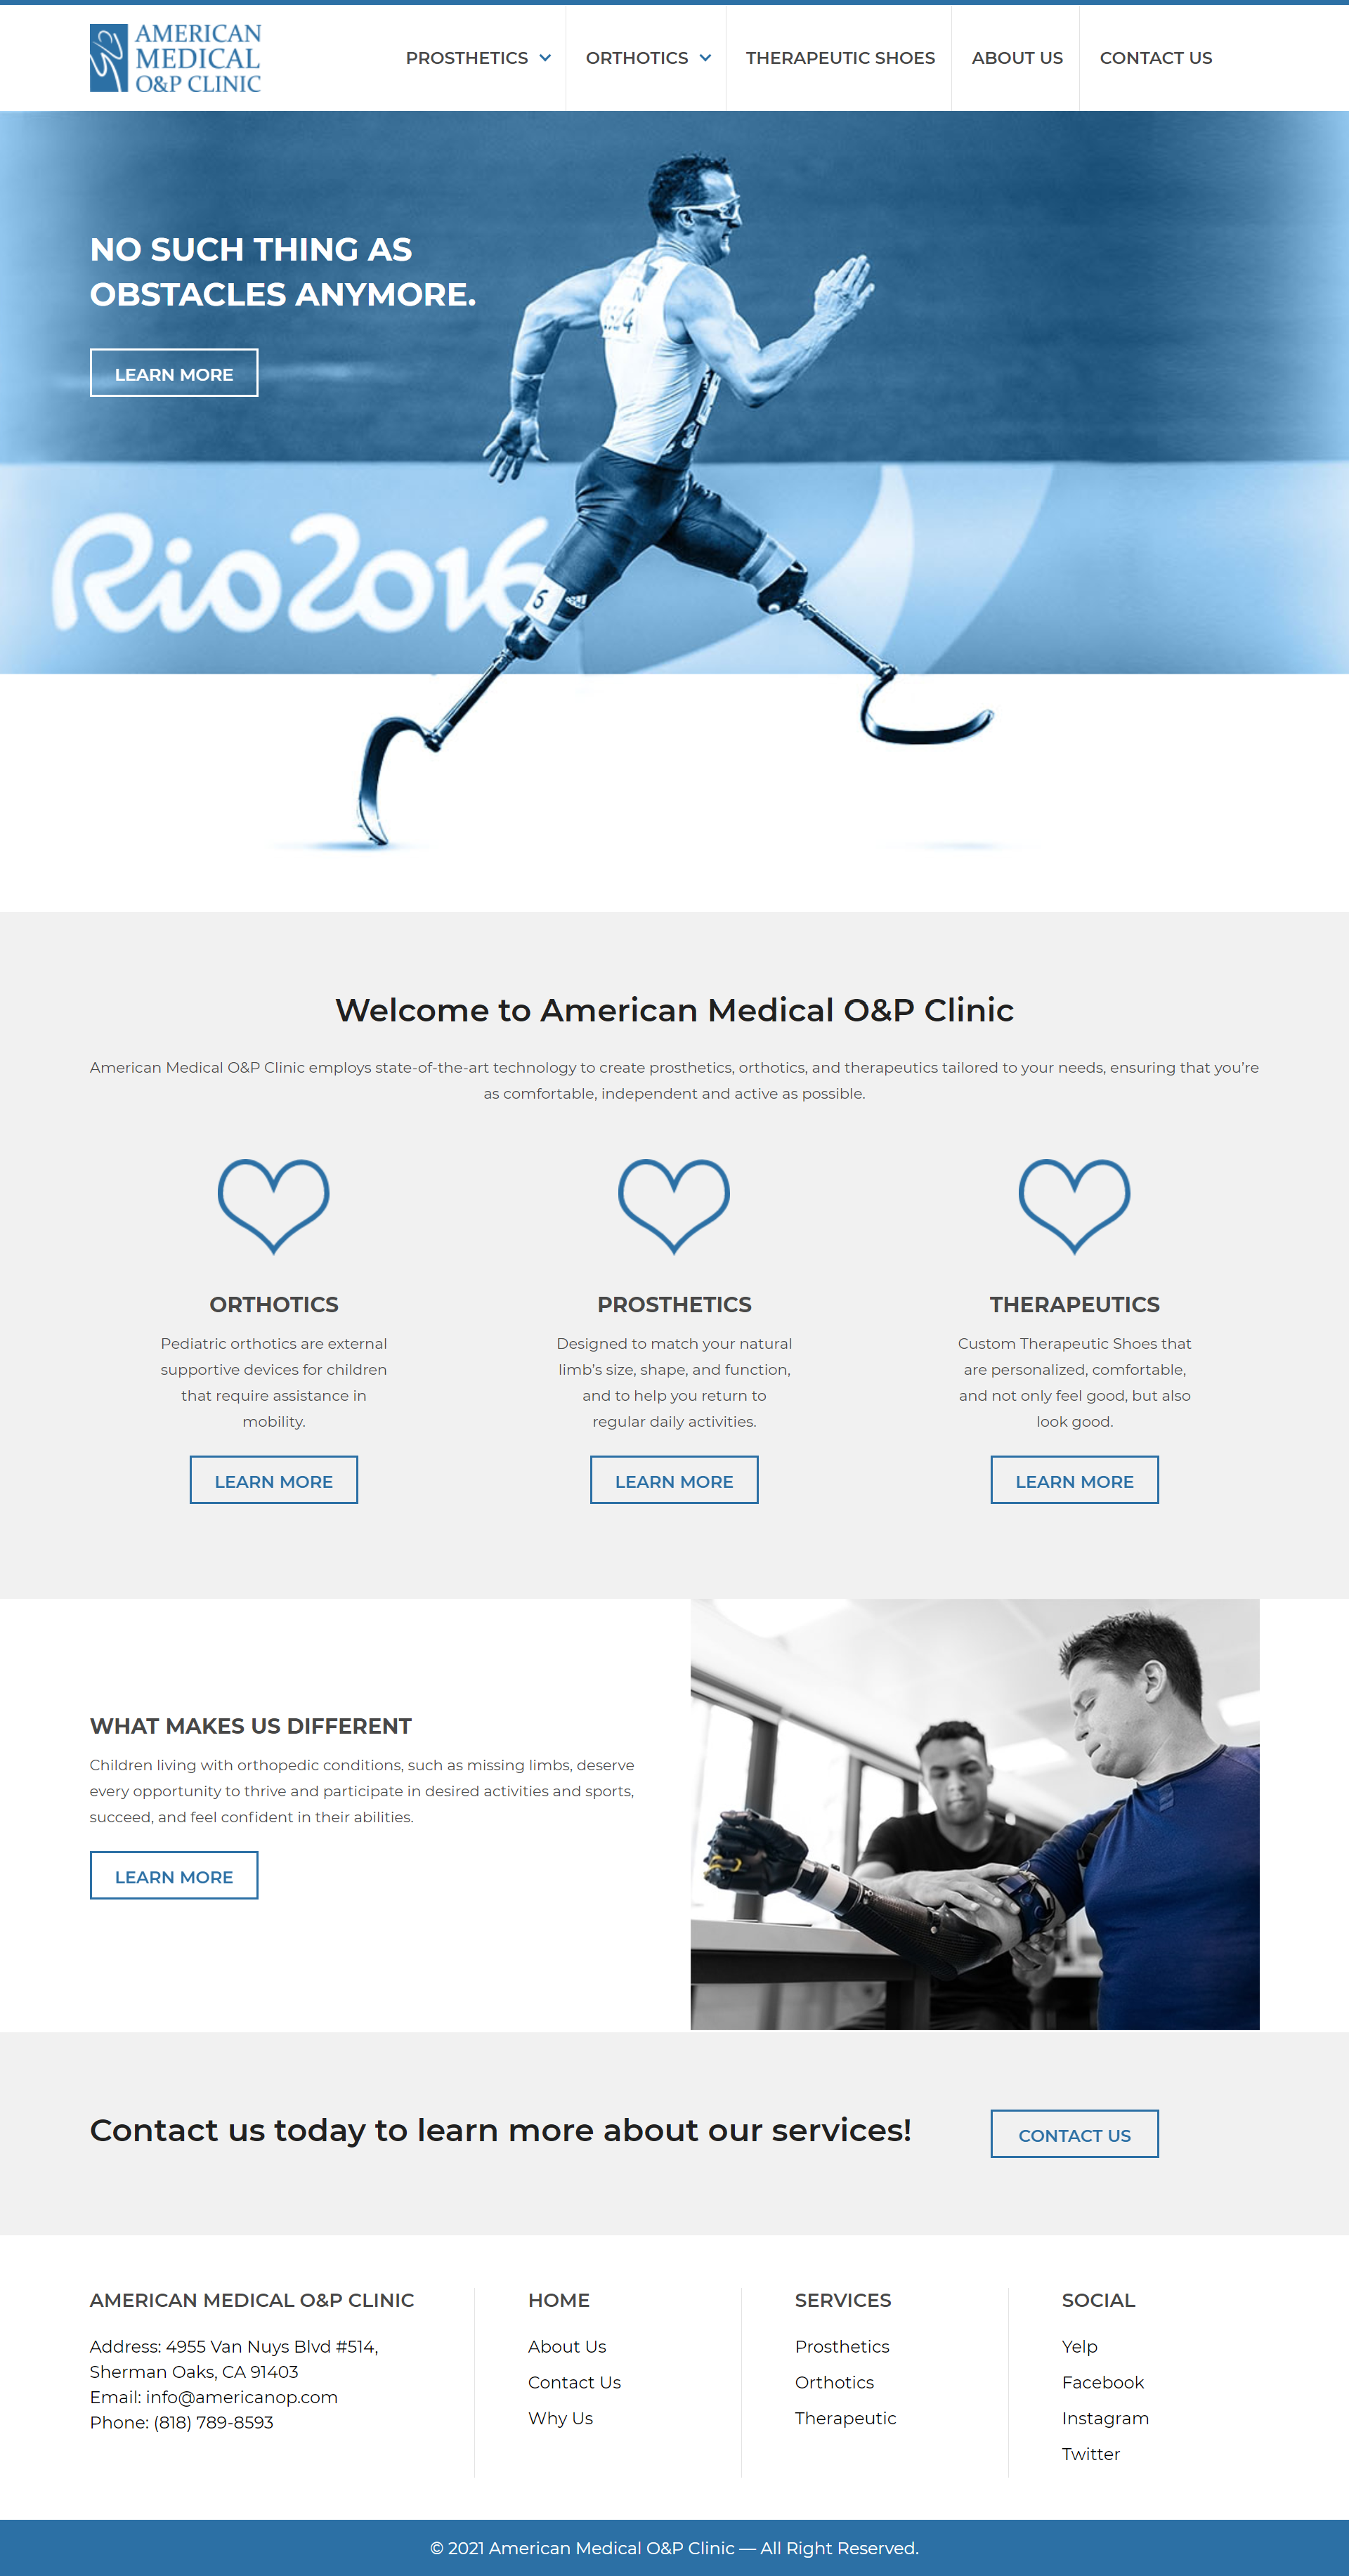 AMERICAN
MEDICAL
O&P CLINIC
PROSTHETICS
ORTHOTICS
THERAPEUTIC SHOES
ABOUT US
CONTACT US
NO SUCH THING AS
OBSTACLES ANYMORE.
LEARN MORE
Rio2016
5
Welcome to American Medical O&P Clinic
American Medical O&P Clinic employs state-of-the-art technology to create prosthetics, orthotics, and therapeutics tailored to your needs, ensuring that you’re
as comfortable, independent and active as possible.
ORTHOTICS
Pediatric orthotics are external
supportive devices for children
that require assistance in
mobility.
LEARN MORE
PROSTHETICS
Designed to match your natural
limb’s size, shape, and function,
and to help you return to
regular daily activities.
LEARN MORE
THERAPEUTICS
Custom Therapeutic Shoes that
are personalized, comfortable,
and not only feel good, but also
look good.
LEARN MORE
WHAT MAKES US DIFFERENT
Children living with orthopedic conditions, such as missing limbs, deserve
every opportunity to thrive and participate in desired activities and sports,
succeed, and feel confident in their abilities.
LEARN MORE
Contact us today to learn more about our services!
CONTACT US
AMERICAN MEDICAL O&P CLINIC
Address: 4955 Van Nuys Blvd #514,
Sherman Oaks, CA 91403
Email: info@americanop.com
Phone: (818) 789-8593
HOME
About Us
Contact Us
Why Us
SERVICES
Prosthetics
Orthotics
Therapeutic
SOCIAL
Yelp
Facebook
Instagram
Twitter
© 2021 American Medical O&P Clinic — All Right Reserved.